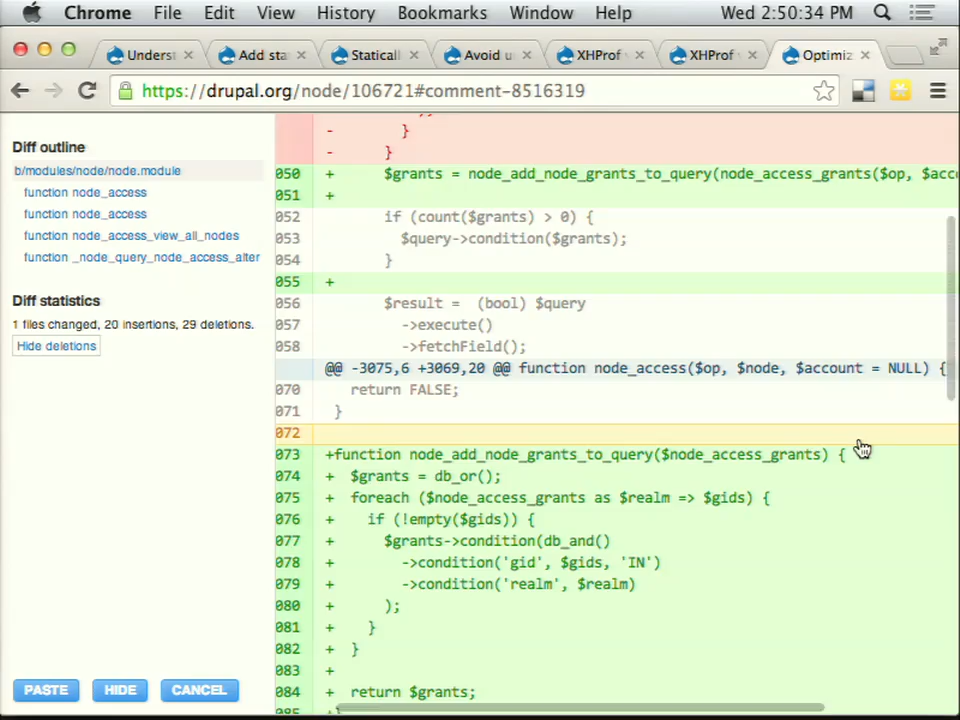 Chrome File Edit View History Bookmarks Window Help Wed 2:50:34 PM
Underst × Add sta × Staticall × Avoid u × XHProf × XHProf × Optimiz ×
https://drupal.org/node/106721#comment-8516319
Diff outline
b/modules/node/node.module
function node_access
function node_access
function node_access_view_all_nodes
function _node_query_node_access_alter
Diff statistics
1 files changed, 20 insertions, 29 deletions.
Hide deletions
PASTE HIDE CANCEL
- }
- }
050 + $grants = node_add_node_grants_to_query(node_access_grants($op, $acco
051 +
052 if (count($grants) > 0) {
053 $query->condition($grants);
054 }
055 +
056 $result = (bool) $query
057 ->execute()
058 ->fetchField();
@@ -3075,6 +3069,20 @@ function node_access($op, $node, $account = NULL) {
070 return FALSE;
071 }
072
073 +function node_add_node_grants_to_query($node_access_grants) {
074 + $grants = db_or();
075 + foreach ($node_access_grants as $realm => $gids) {
076 + if (!empty($gids)) {
077 + $grants->condition(db_and()
078 + ->condition('gid', $gids, 'IN')
079 + ->condition('realm', $realm)
080 + );
081 + }
082 + }
083 +
084 + return $grants;
085 +}